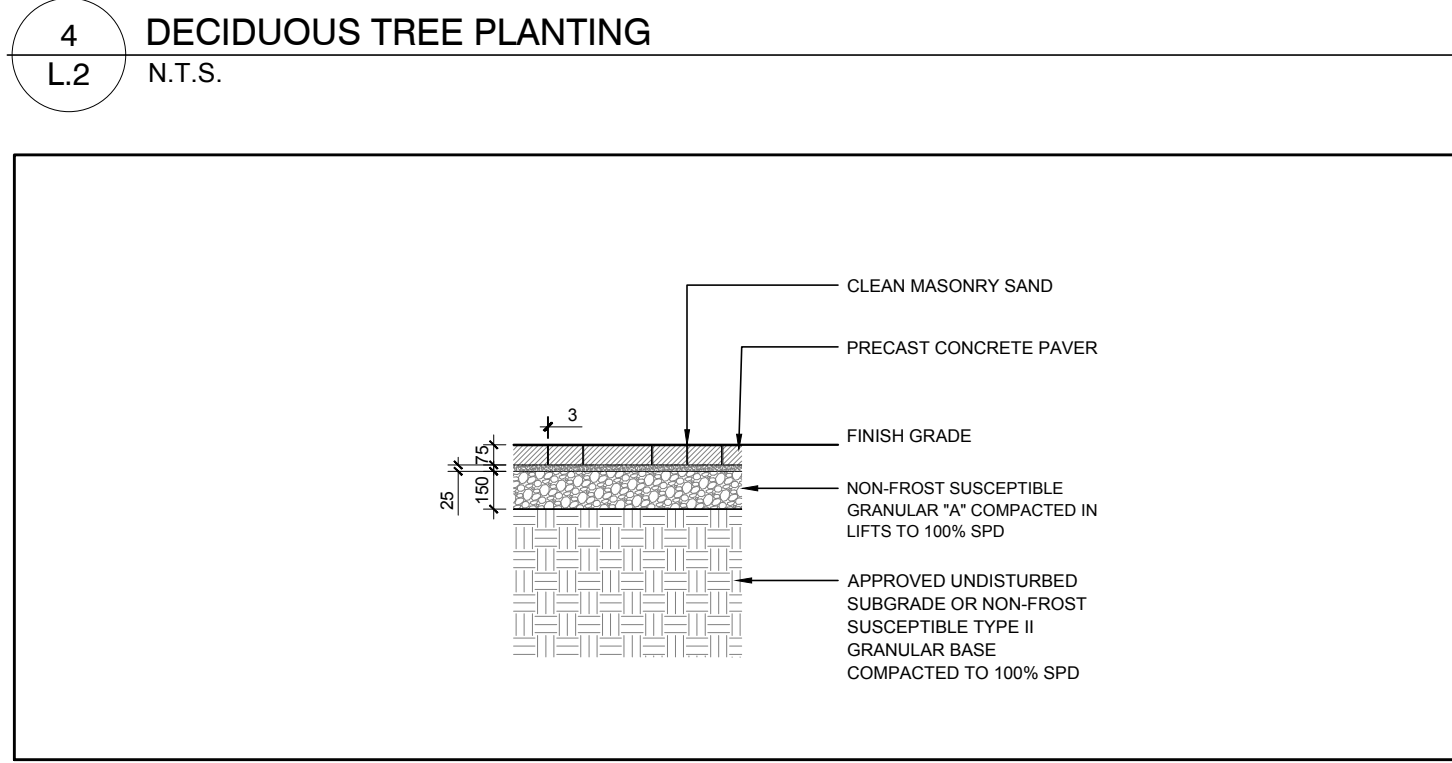 4
DECIDUOUS TREE PLANTING
L.2
N.T.S.
CLEAN MASONRY SAND
PRECAST CONCRETE PAVER
3
FINISH GRADE
75
25
150
NON-FROST SUSCEPTIBLE
GRANULAR "A" COMPACTED IN
LIFTS TO 100% SPD
APPROVED UNDISTURBED
SUBGRADE OR NON-FROST
SUSCEPTIBLE TYPE II
GRANULAR BASE
COMPACTED TO 100% SPD